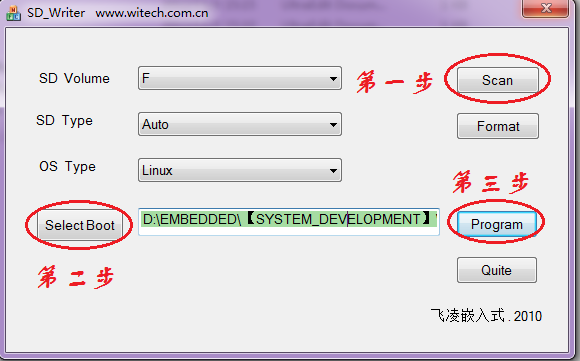 SD_Writer www.witech.com.cn
SD Volume F 第一步 Scan
SD Type Auto Format
OS Type Linux
第三步
Select Boot D:\EMBEDDED\【SYSTEM_DEVELOPMENT】 Program
第二步 Quite
飞凌嵌入式.2010